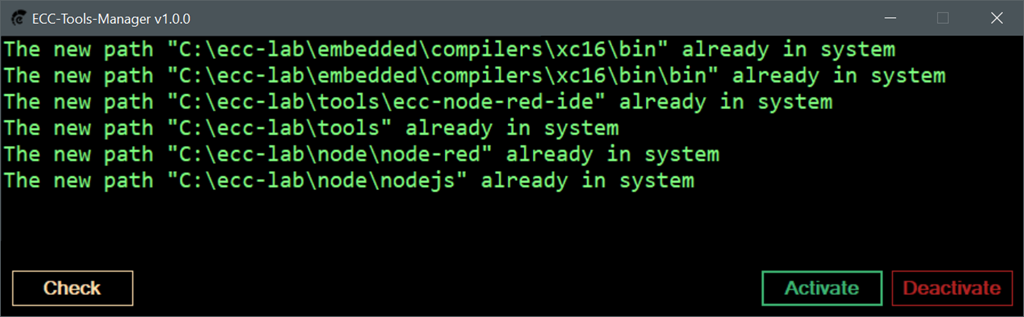 ECC-Tools-Manager v1.0.0
The new path "C:\ecc-lab\embedded\compilers\xc16\bin" already in system
The new path "C:\ecc-lab\embedded\compilers\xc16\bin\bin" already in system
The new path "C:\ecc-lab\tools\ecc-node-red-ide" already in system
The new path "C:\ecc-lab\tools" already in system
The new path "C:\ecc-lab\node\node-red" already in system
The new path "C:\ecc-lab\node\nodejs" already in system
Check Activate Deactivate